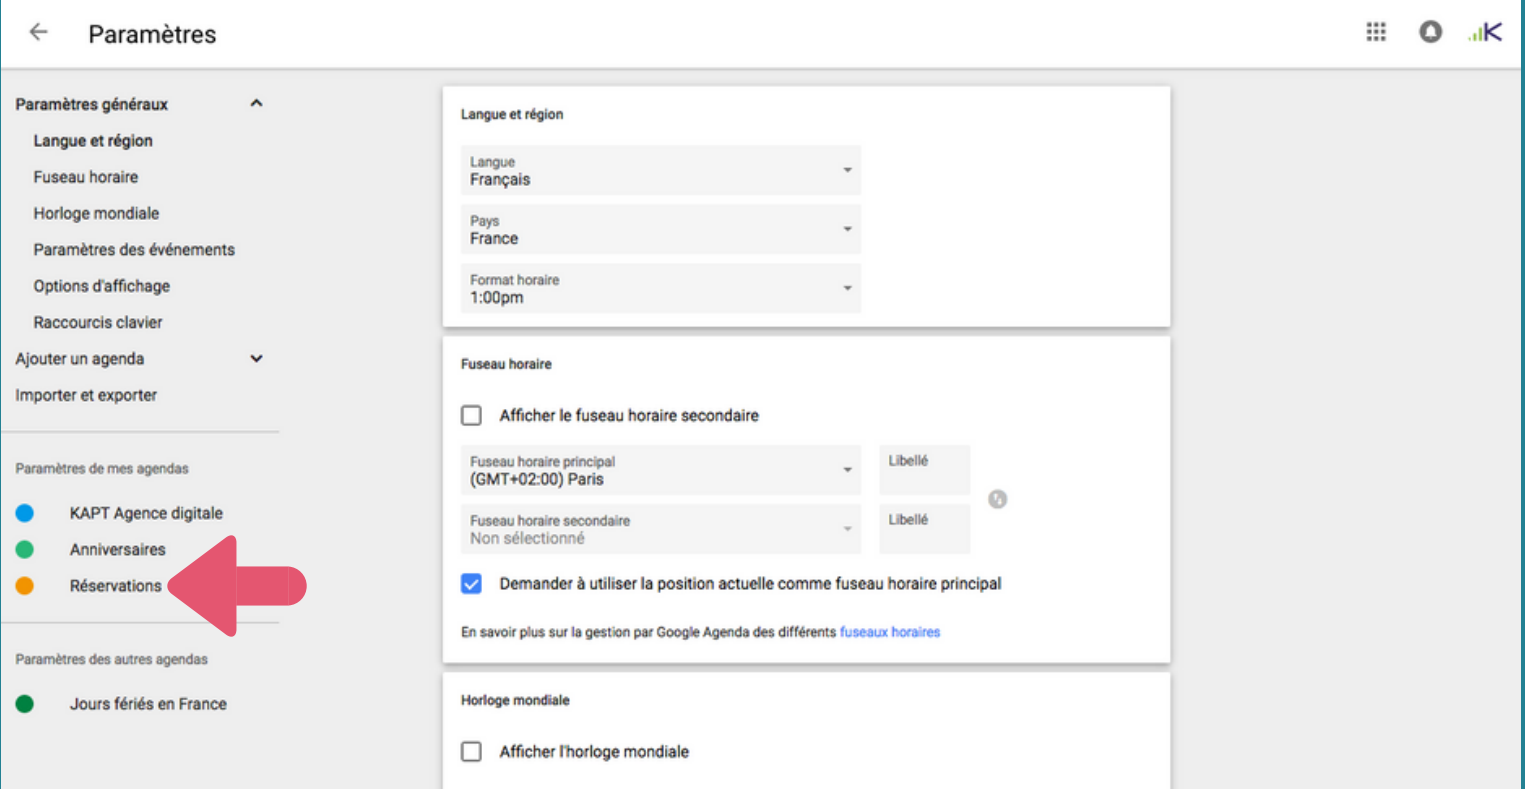 Paramètres
K
Paramètres généraux
Langue et région
Fuseau horaire
Horloge mondiale
Paramètres des événements
Options d'affichage
Raccourcis clavier
Ajouter un agenda
Importer et exporter
Paramètres de mes agendas
KAPT Agence digitale
Anniversaires
Réservations
Paramètres des autres agendas
Jours fériés en France
Langue et région
Langue
Français
Pays
France
Format horaire
1:00pm
Fuseau horaire
Afficher le fuseau horaire secondaire
Fuseau horaire principal
(GMT+02:00) Paris
Libellé
Fuseau horaire secondaire
Non sélectionné
Libellé
Demander à utiliser la position actuelle comme fuseau horaire principal
En savoir plus sur la gestion par Google Agenda des différents fuseaux horaires
Horloge mondiale
Afficher l'horloge mondiale